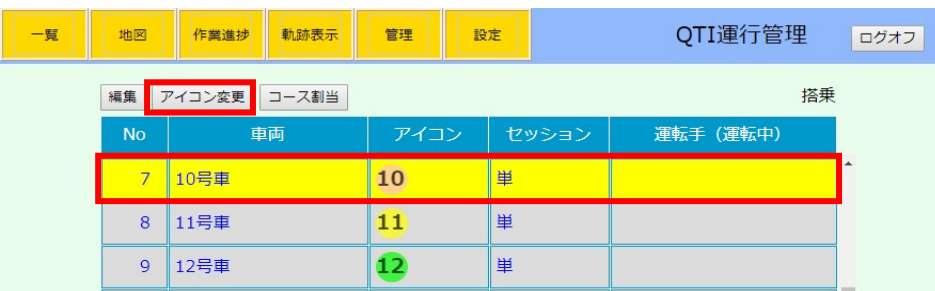 一覧 地図 作業進捗 軌跡表示 管理 設定 QTI運行管理 ログオフ
編集 アイコン変更 コース割当 搭乗
No 車両 アイコン セッション 運転手（運転中）
7 10号車 10 単
8 11号車 11 単
9 12号車 12 単